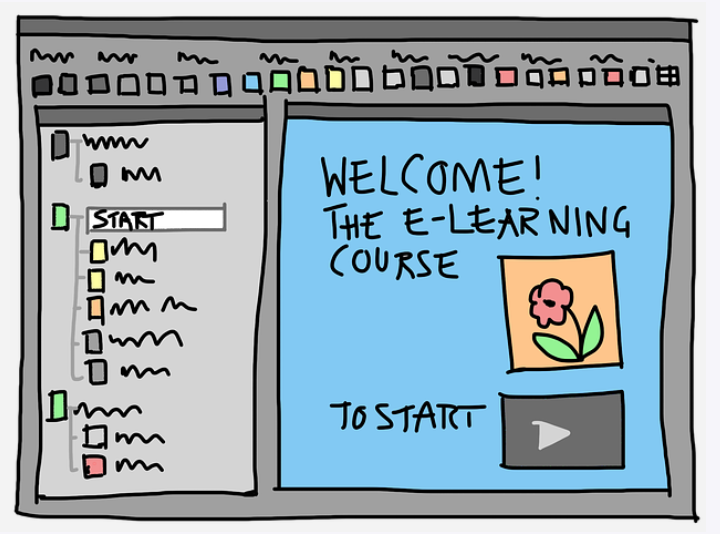 START
WELCOME!
THE E-LEARNING
COURSE
TO START